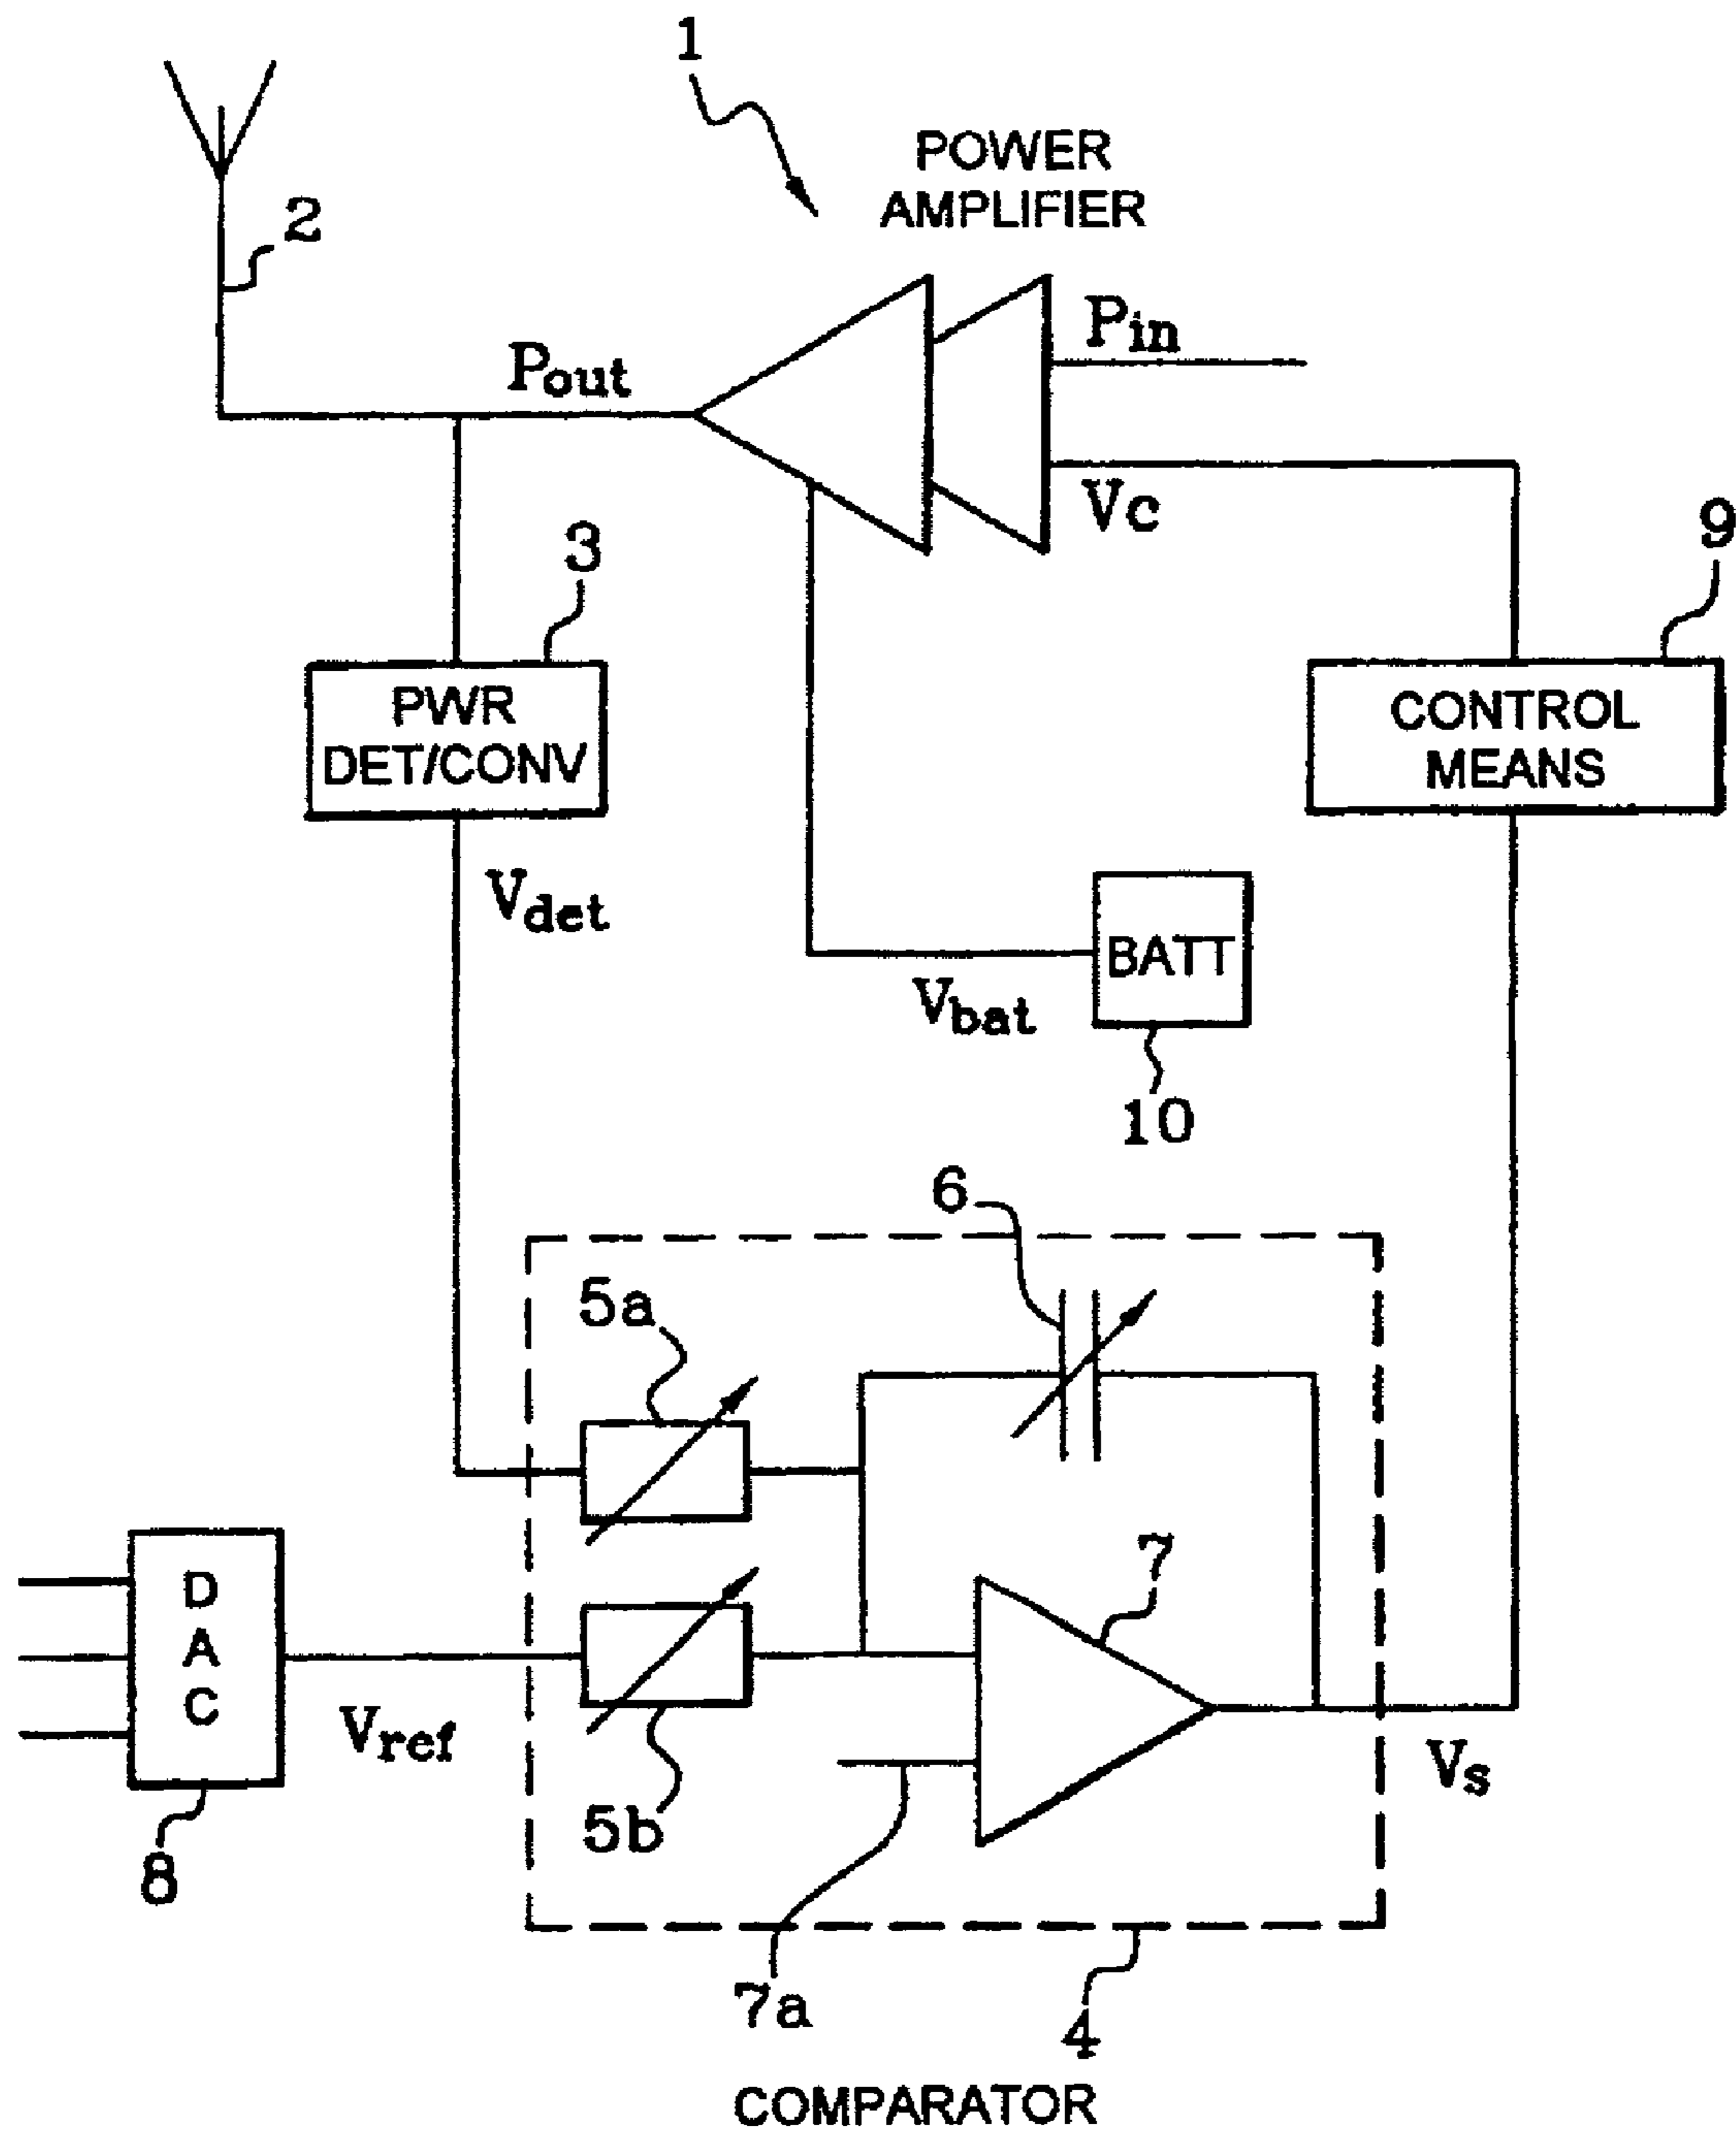 1
POWER
AMPLIFIER
2
Pin
Pout
Vc
3
9
PWR
DET/CONV
CONTROL
MEANS
Vdet
BATT
Vbat
10
6
5a
7
D
A
C
Vref
Vs
5b
8
7a
4
COMPARATOR